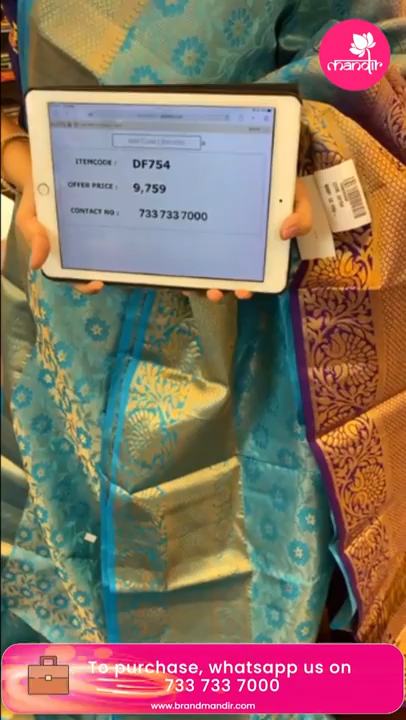 mandir
ITEMCODE : DF754
OFFER PRICE : 9,759
CONTACT NO : 733 733 7000
To purchase, whatsapp us on
733 733 7000
www.brandmandir.com